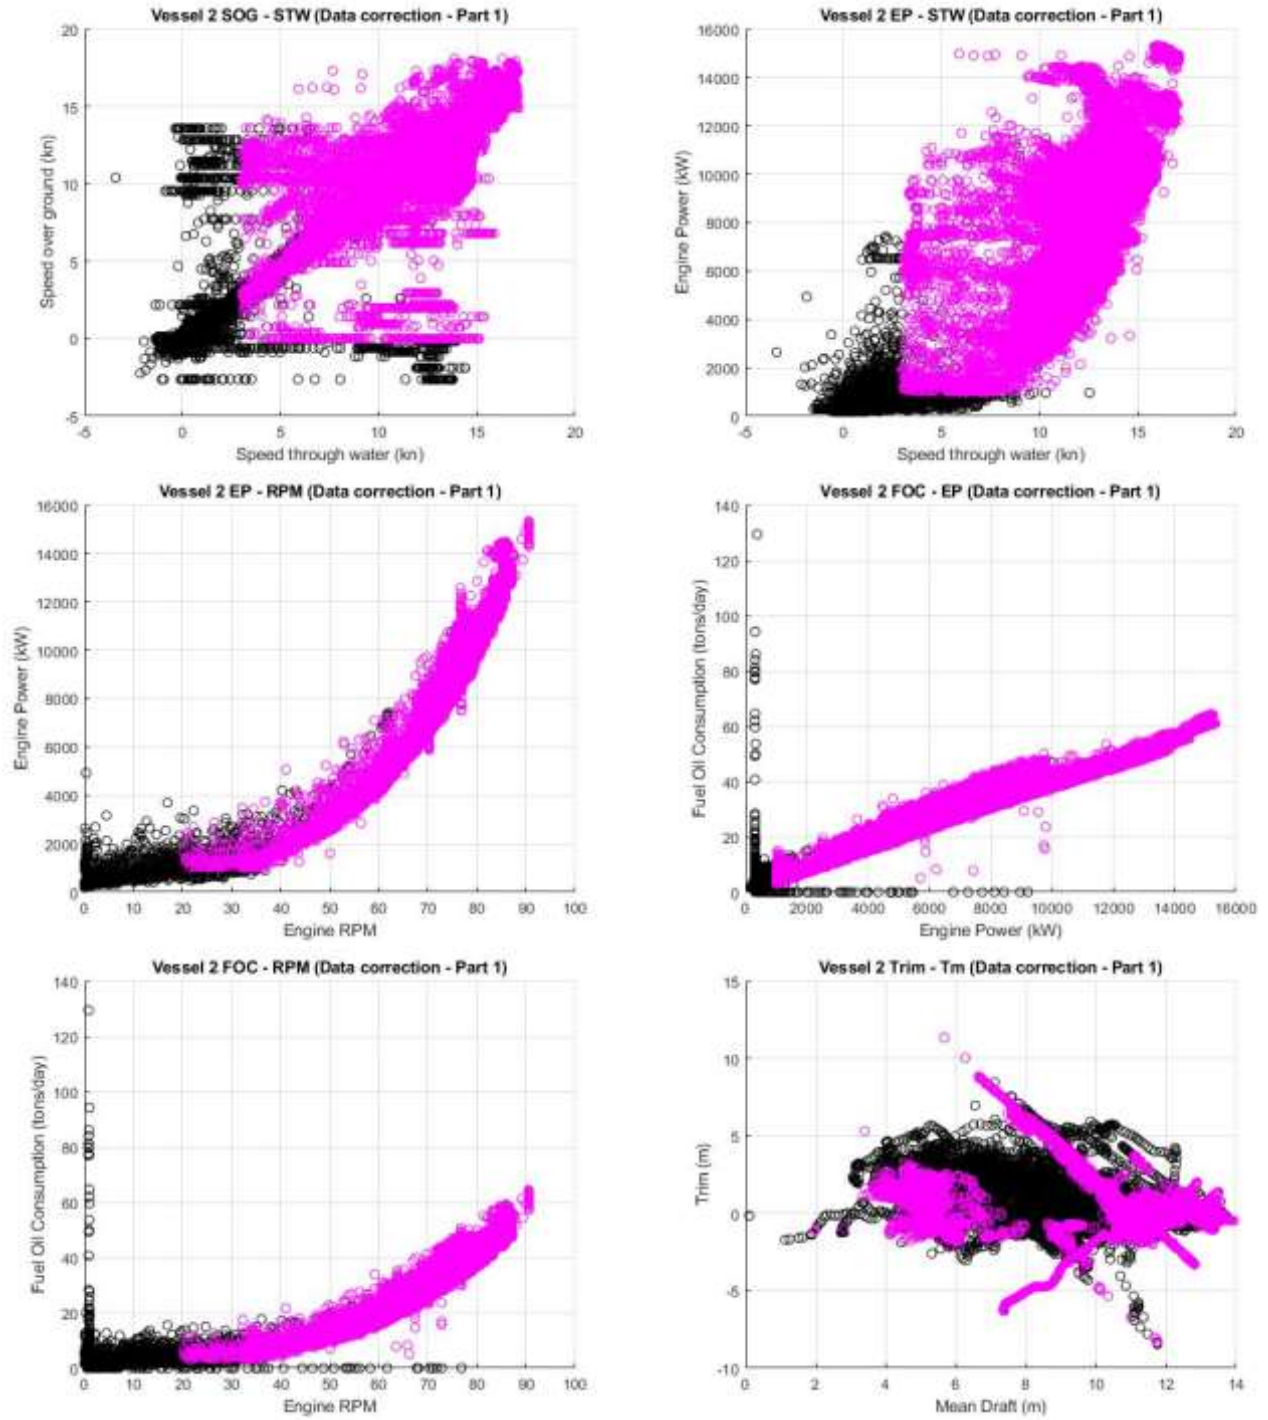 Vessel 2 SOG - STW (Data correction - Part 1)
20
15
10
5
0
-5
Speed over ground (kn)
-5 0 5 10 15 20
Speed through water (kn)
Vessel 2 EP - STW (Data correction - Part 1)
16000
14000
12000
10000
8000
6000
4000
2000
0
Engine Power (kW)
-5 0 5 10 15 20
Speed through water (kn)
Vessel 2 EP - RPM (Data correction - Part 1)
16000
14000
12000
10000
8000
6000
4000
2000
0
Engine Power (kW)
0 10 20 30 40 50 60 70 80 90 100
Engine RPM
Vessel 2 FOC - EP (Data correction - Part 1)
140
120
100
80
60
40
20
0
Fuel Oil Consumption (tons/day)
0 2000 4000 6000 8000 10000 12000 14000 16000
Engine Power (kW)
Vessel 2 FOC - RPM (Data correction - Part 1)
140
120
100
80
60
40
20
0
Fuel Oil Consumption (tons/day)
0 10 20 30 40 50 60 70 80 90 100
Engine RPM
Vessel 2 Trim - Tm (Data correction - Part 1)
15
10
5
0
-5
-10
Trim (m)
0 2 4 6 8 10 12 14
Mean Draft (m)